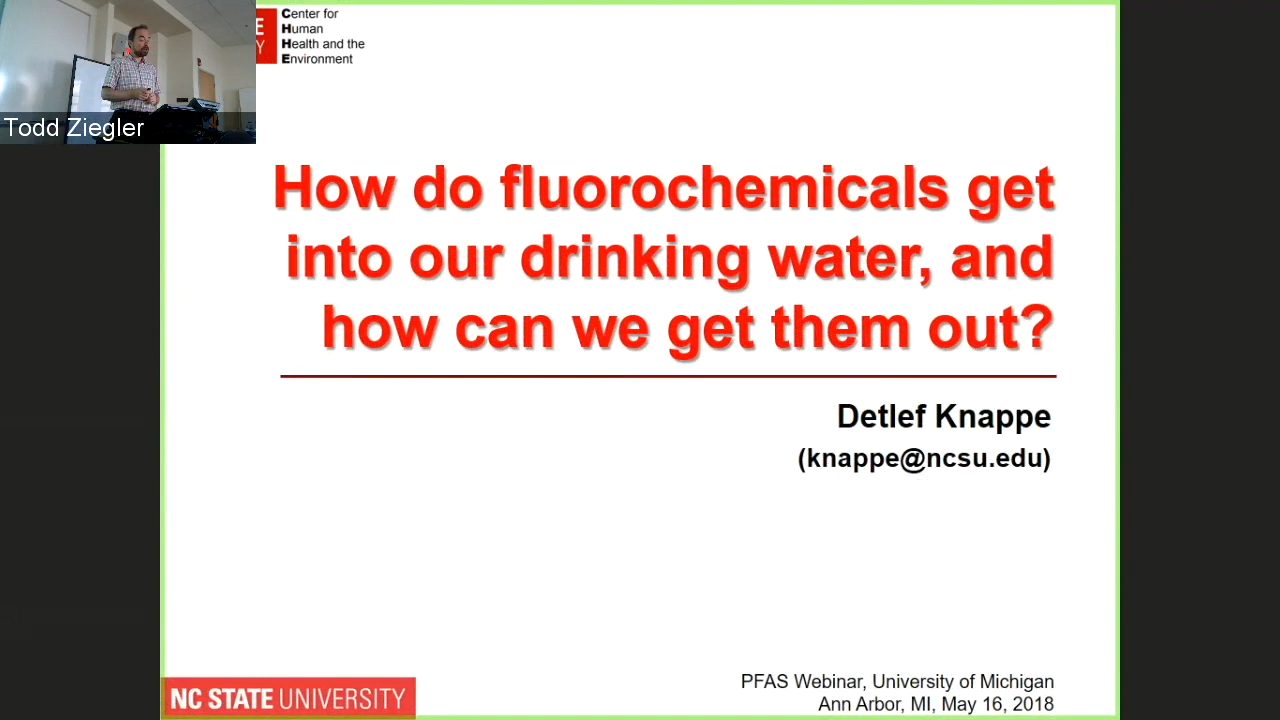 Center for
Human
Health and the
Environment
Todd Ziegler
How do fluorochemicals get
into our drinking water, and
how can we get them out?
Detlef Knappe
(knappe@ncsu.edu)
PFAS Webinar, University of Michigan
Ann Arbor, MI, May 16, 2018
NC STATE UNIVERSITY